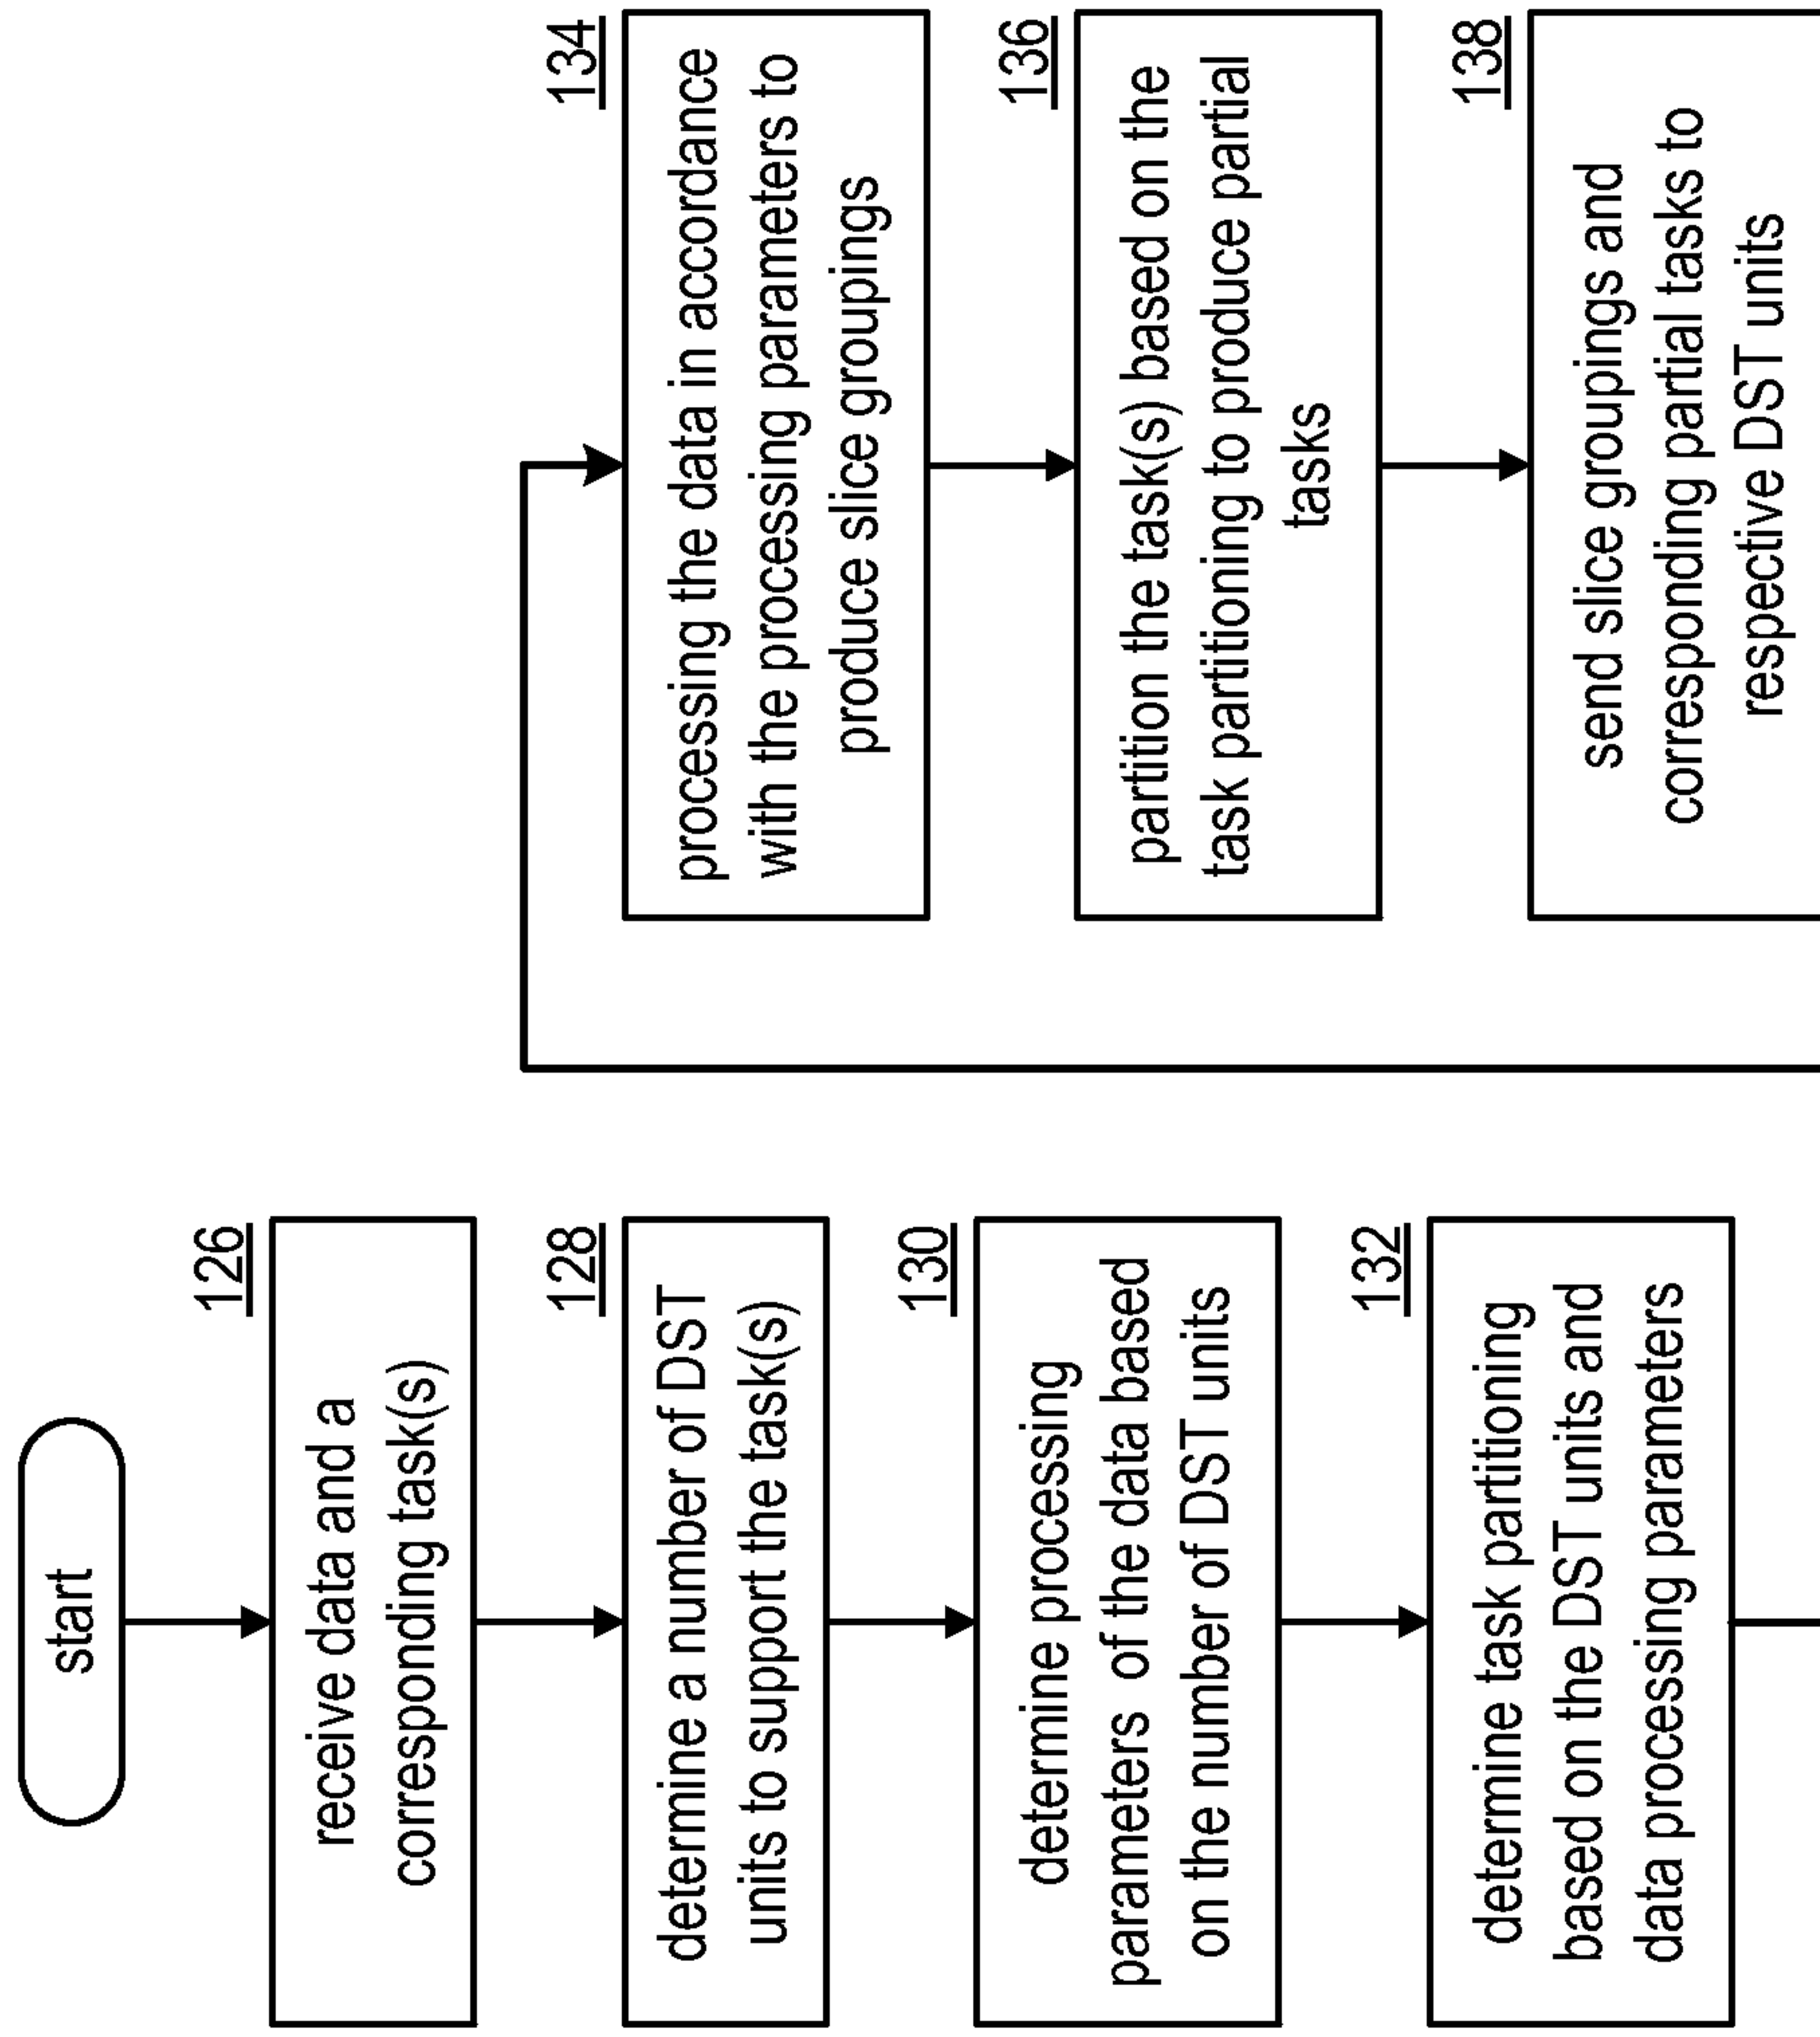 start
126
receive data and a
corresponding task(s)
128
determine a number of DST
units to support the task(s)
130
determine processing
parameters of the data based
on the number of DST units
132
determine task partitioning
based on the DST units and
data processing parameters
134
processing the data in accordance
with the processing parameters to
produce slice groupings
136
partition the task(s) based on the
task partitioning to produce partial
tasks
138
send slice groupings and
corresponding partial tasks to
respective DST units